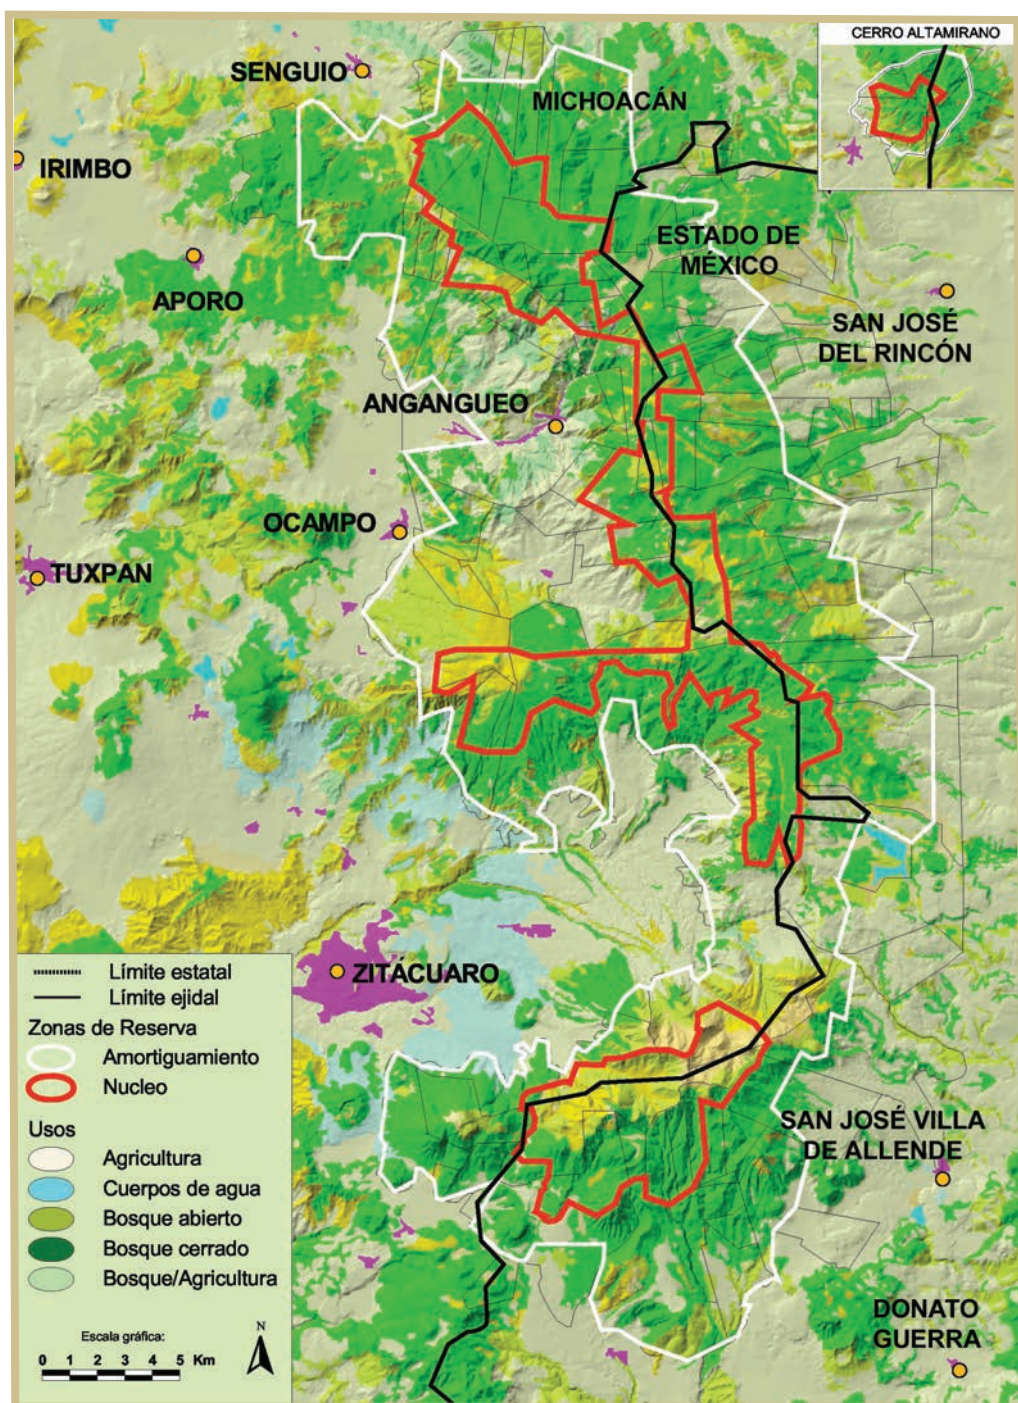 CERRO ALTAMIRANO
SENGUIO
MICHOACÁN
IRIMBO
ESTADO DE
MÉXICO
APORO
SAN JOSÉ
DEL RINCÓN
ANGANGUEO
OCAMPO
TUXPAN
ZITÁCUARO
Límite estatal
Límite ejidal
Zonas de Reserva
Amortiguamiento
Nucleo
Usos
Agricultura
Cuerpos de agua
Bosque abierto
Bosque cerrado
Bosque/Agricultura
Escala gráfica:
0 1 2 3 4 5 Km
N
SAN JOSÉ VILLA
DE ALLENDE
DONATO
GUERRA